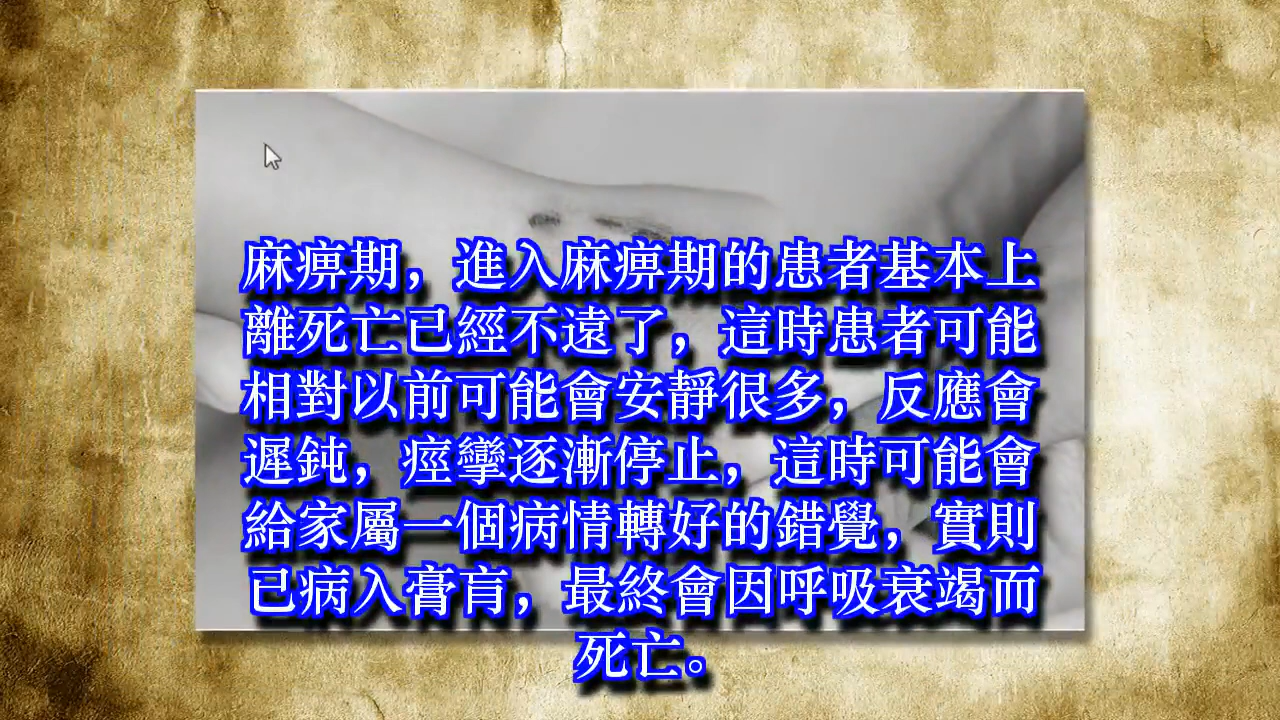 麻痹期，進入麻痹期的患者基本上
離死亡已經不遠了，這時患者可能
相對以前可能會安靜很多，反應會
遲鈍，痙攣逐漸停止，這時可能會
給家屬一個病情轉好的錯覺，實則
已病入膏肓，最終會因呼吸衰竭而
死亡。